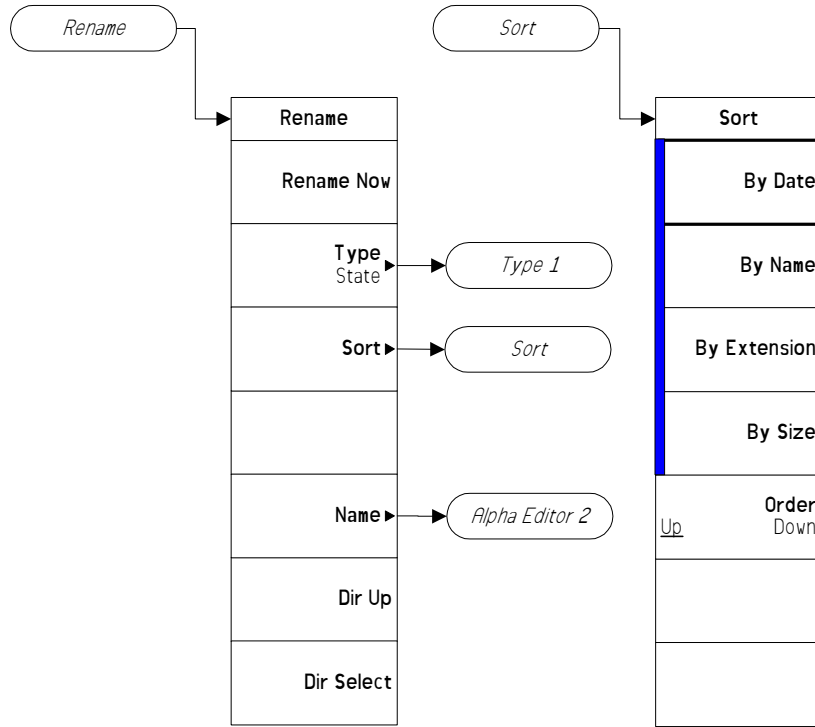 Rename
Sort
Rename
Rename Now
Type
State
Type 1
Sort
Sort
Name
Alpha Editor 2
Dir Up
Dir Select
Sort
By Date
By Name
By Extension
By Size
Order
Up Down